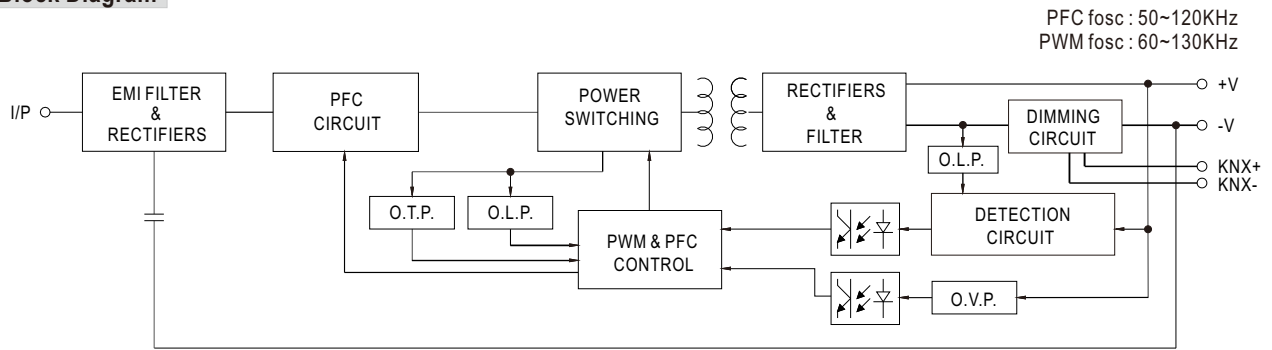 Block Diagram
PFC fosc : 50~120KHz
PWM fosc : 60~130KHz
I/P
EMI FILTER
&
RECTIFIERS
PFC
CIRCUIT
POWER
SWITCHING
RECTIFIERS
&
FILTER
DIMMING
CIRCUIT
+V
-V
KNX+
KNX-
O.L.P.
O.T.P.
O.L.P.
PWM & PFC
CONTROL
DETECTION
CIRCUIT
O.V.P.